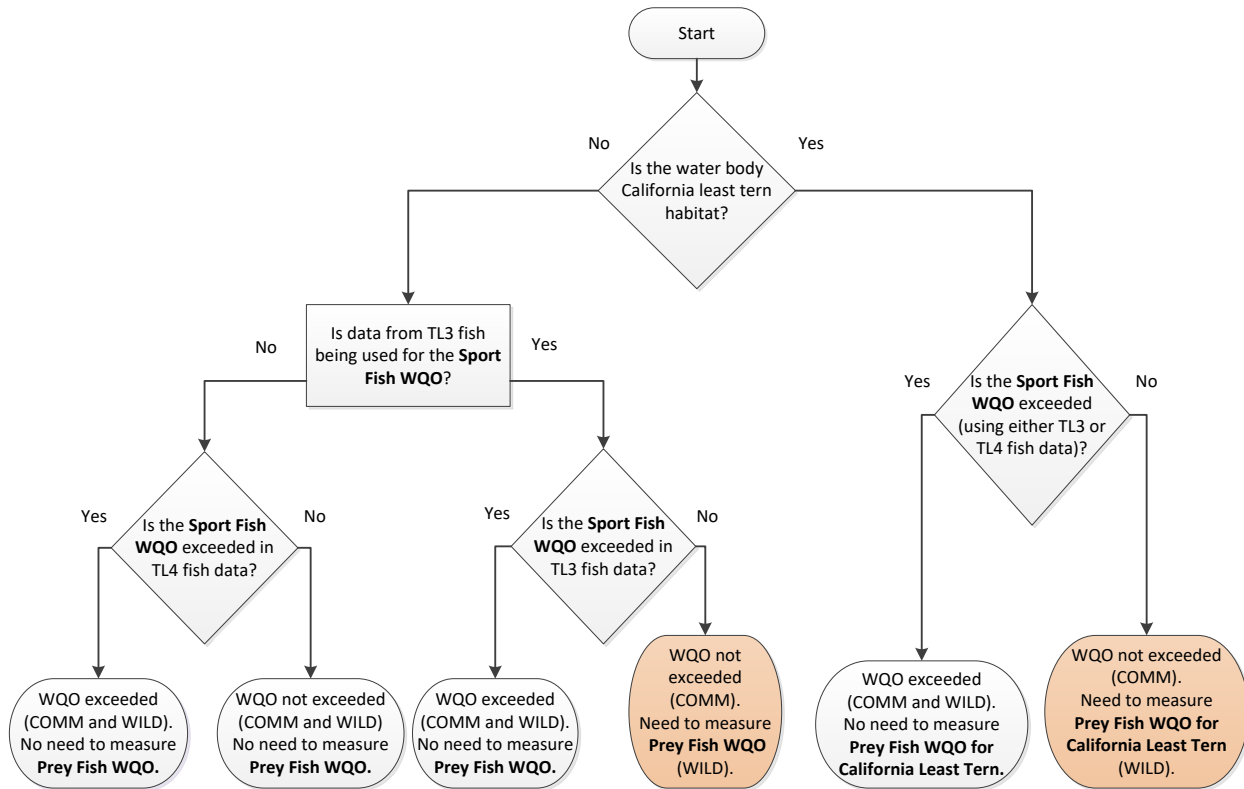 Start
No
Yes
Is the water body
California least tern
habitat?
Is data from TL3 fish
being used for the Sport
Fish WQO?
No
Yes
Is the Sport Fish
WQO exceeded
(using either TL3 or
TL4 fish data)?
Yes
No
Is the Sport Fish
WQO exceeded in
TL4 fish data?
Yes
No
Is the Sport Fish
WQO exceeded in
TL3 fish data?
Yes
No
WQO exceeded
(COMM and WILD).
No need to measure
Prey Fish WQO.
WQO not exceeded
(COMM and WILD)
No need to measure
Prey Fish WQO.
WQO exceeded
(COMM and WILD).
No need to measure
Prey Fish WQO.
WQO not
exceeded
(COMM).
Need to measure
Prey Fish WQO
(WILD).
WQO exceeded
(COMM and WILD).
No need to measure
Prey Fish WQO for
California Least Tern.
WQO not exceeded
(COMM).
Need to measure
Prey Fish WQO for
California Least Tern
(WILD).